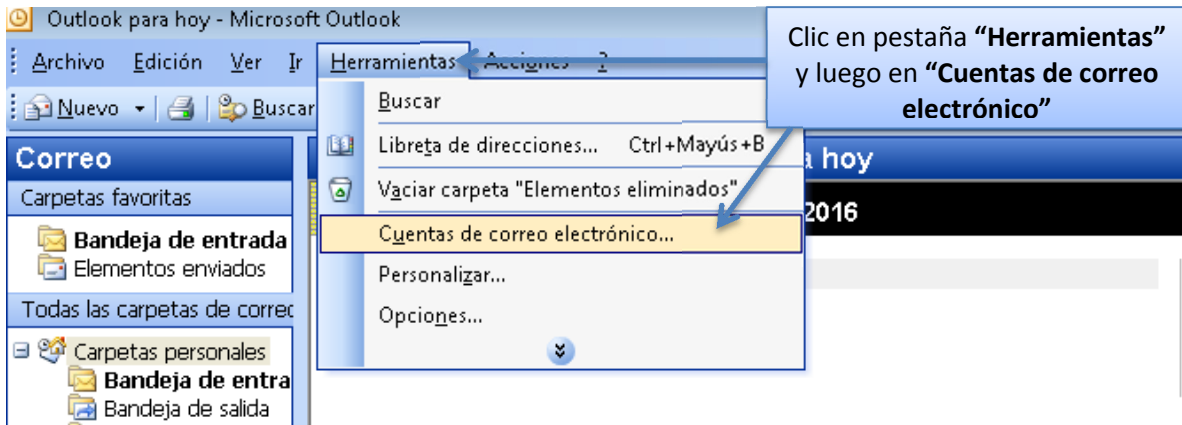 Outlook para hoy - Microsoft Outlook
Archivo Edición Ver Ir Herramientas Acciones ?
Clic en pestaña “Herramientas”
y luego en “Cuentas de correo
electrónico”
Nuevo Buscar
Buscar
Libreta de direcciones... Ctrl+Mayús+B
Vaciar carpeta "Elementos eliminados"
Cuentas de correo electrónico...
Personalizar...
Opciones...
Correo
hoy
2016
Carpetas favoritas
Bandeja de entrada
Elementos enviados
Todas las carpetas de correo
Carpetas personales
Bandeja de entra
Bandeja de salida